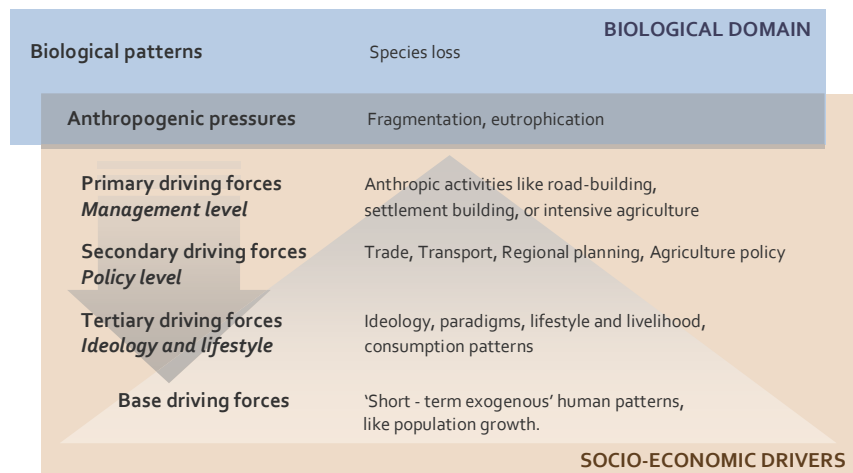 BIOLOGICAL DOMAIN
Biological patterns
Species loss
Anthropogenic pressures
Fragmentation, eutrophication
Primary driving forces
Management level
Anthropic activities like road-building,
settlement building, or intensive agriculture
Secondary driving forces
Policy level
Trade, Transport, Regional planning, Agriculture policy
Tertiary driving forces
Ideology and lifestyle
Ideology, paradigms, lifestyle and livelihood,
consumption patterns
Base driving forces
‘Short - term exogenous’ human patterns,
like population growth.
SOCIO-ECONOMIC DRIVERS